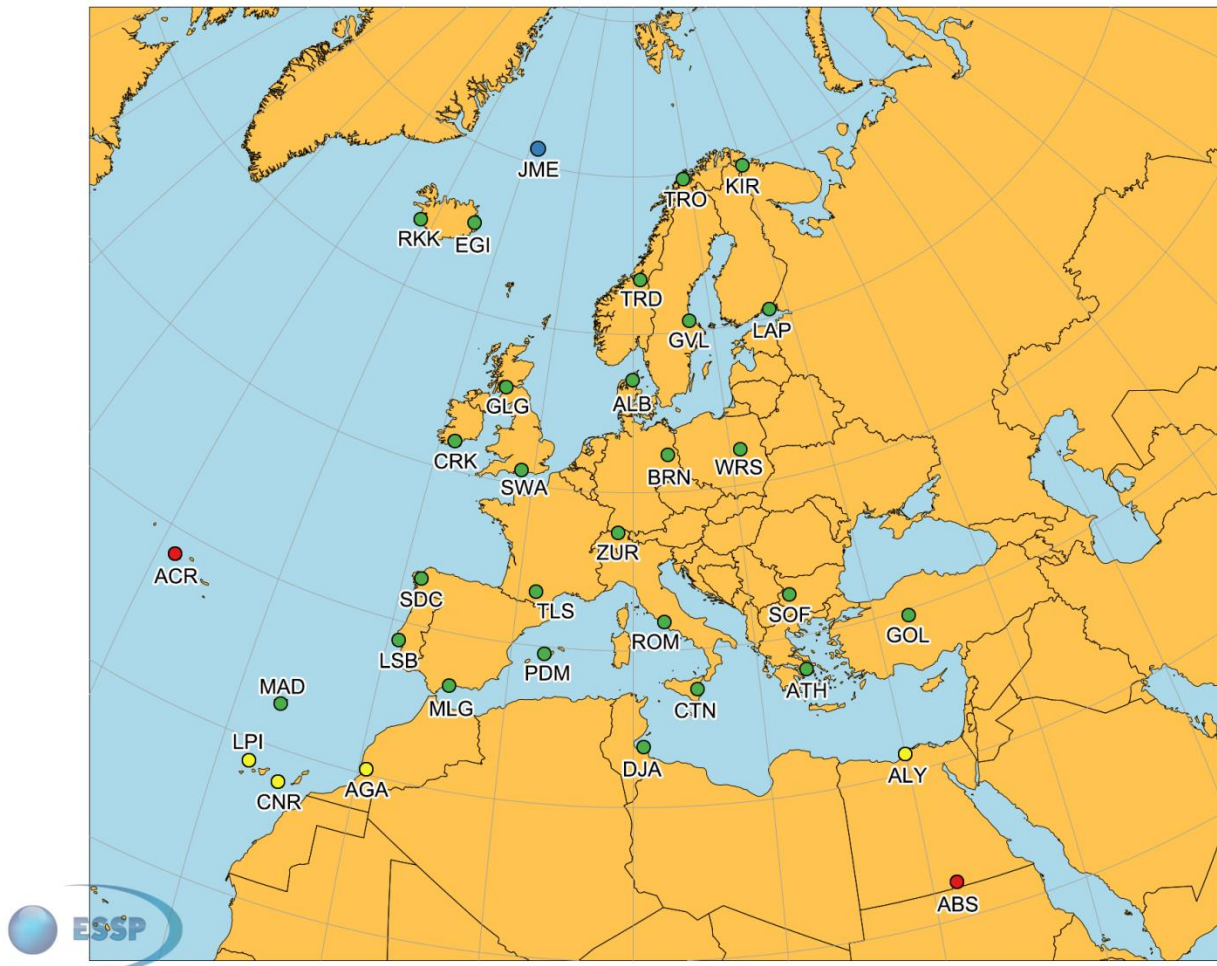 JME
TRO
KIR
RKK
EGI
TRD
GVL
LAP
GLG
ALB
CRK
SWA
BRN
WRS
ZUR
ACR
SDC
TLS
ROM
SOF
GOL
LSB
PDM
MAD
MLG
CTN
ATH
LPI
CNR
AGA
DJA
ALY
ABS
ESSP